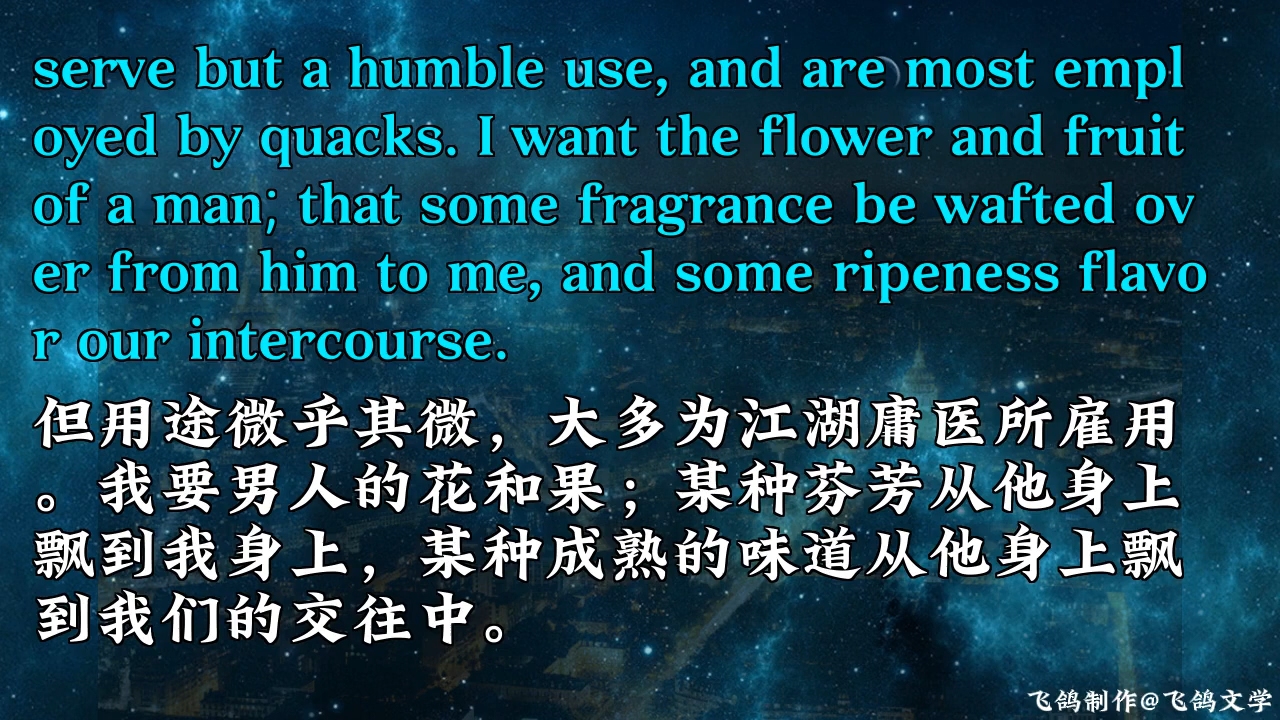 serve but a humble use, and are most empl
oyed by quacks. I want the flower and fruit
of a man; that some fragrance be wafted ov
er from him to me, and some ripeness flavo
r our intercourse.
但用途微乎其微，大多为江湖庸医所雇用
。我要男人的花和果；某种芬芳从他身上
飘到我身上，某种成熟的味道从他身上飘
到我们的交往中。
飞鸽制作@飞鸽文学